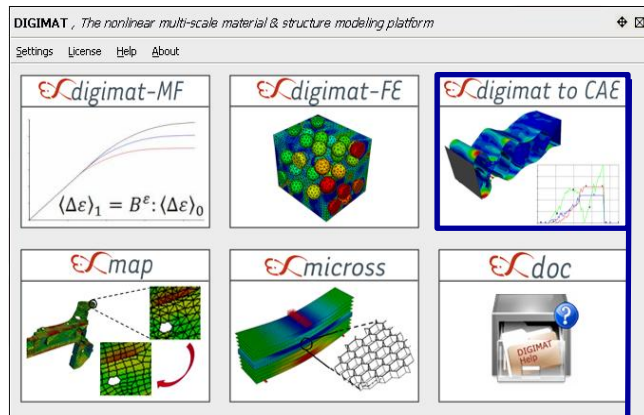 DIGIMAT , The nonlinear multi-scale material & structure modeling platform
Settings License Help About
digimat-MF
digimat-FE
digimat to CAE
⟨Δε⟩₁ = Bᵋ:⟨Δε⟩₀
map
micross
doc
?
DIGIMAT
Help